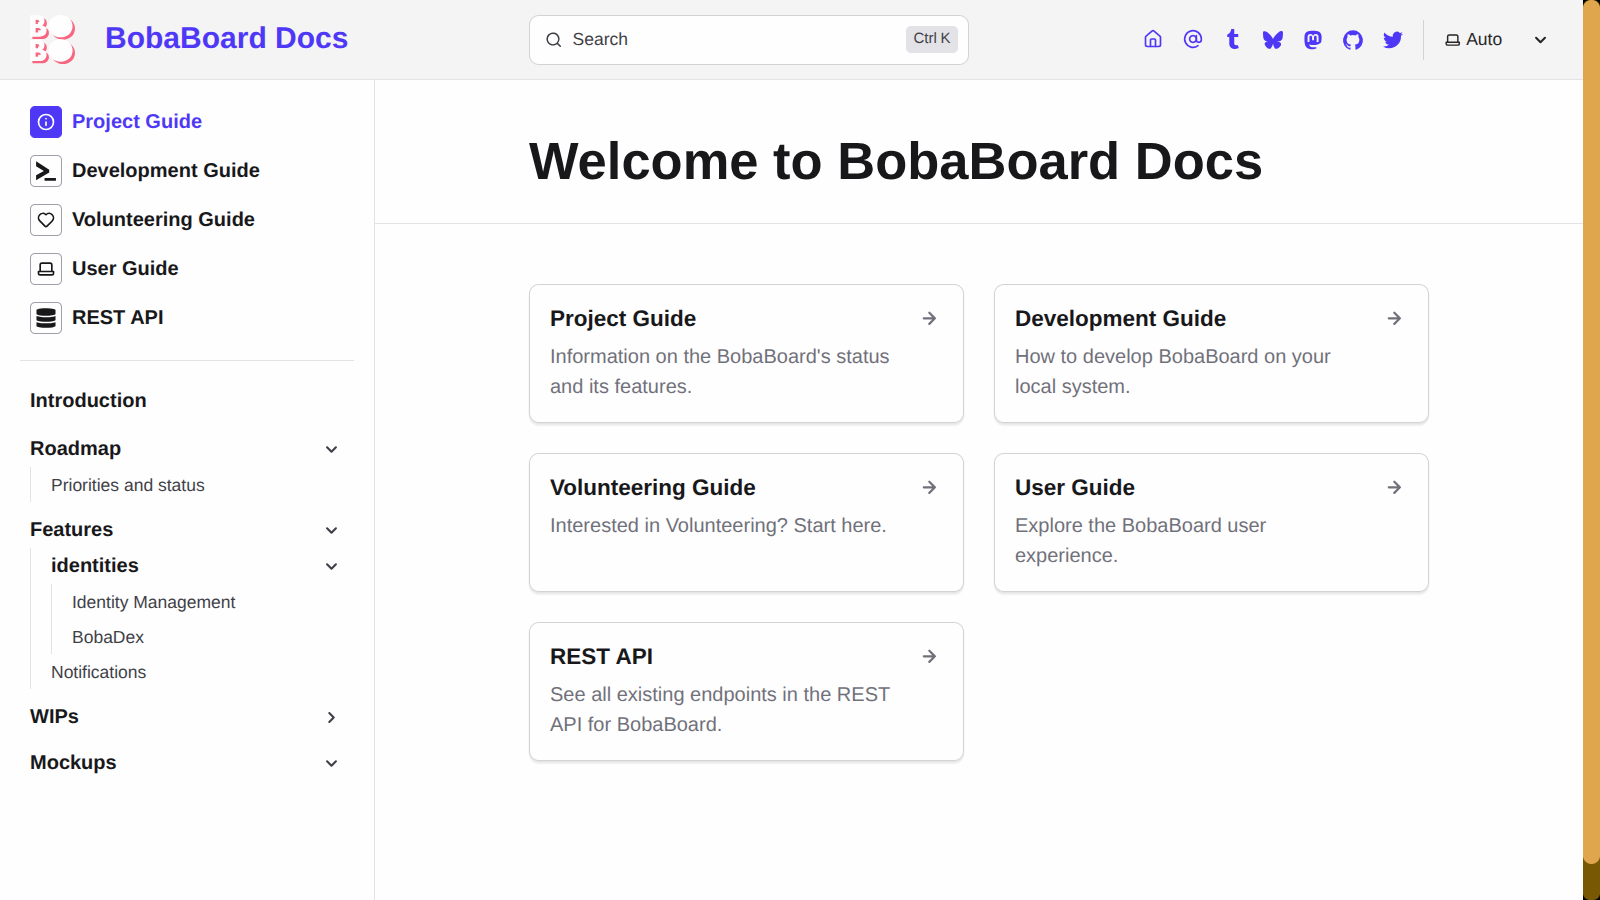 BobaBoard Docs
Search
Ctrl K
Auto
Project Guide
Development Guide
Volunteering Guide
User Guide
REST API
Introduction
Roadmap
Priorities and status
Features
identities
Identity Management
BobaDex
Notifications
WIPs
Mockups
Welcome to BobaBoard Docs
Project Guide
Information on the BobaBoard's status
and its features.
Development Guide
How to develop BobaBoard on your
local system.
Volunteering Guide
Interested in Volunteering? Start here.
User Guide
Explore the BobaBoard user
experience.
REST API
See all existing endpoints in the REST
API for BobaBoard.